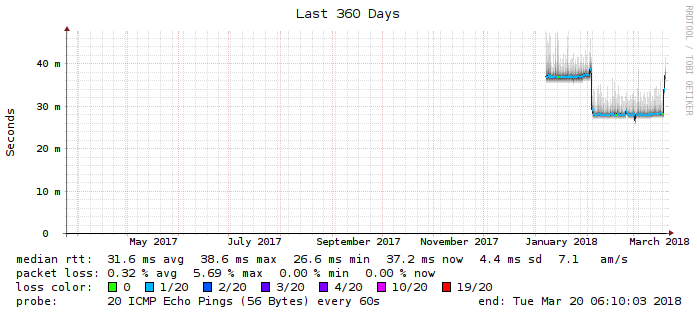 Last 360 Days
RRDTOOL / TOBI OETIKER
Seconds
40 m
30 m
20 m
10 m
0
May 2017 July 2017 September 2017 November 2017 January 2018 March 2018
median rtt: 31.6 ms avg 38.6 ms max 26.6 ms min 37.2 ms now 4.4 ms sd 7.1 am/s
packet loss: 0.32 % avg 5.69 % max 0.00 % min 0.00 % now
loss color: 0 1/20 2/20 3/20 4/20 10/20 19/20
probe: 20 ICMP Echo Pings (56 Bytes) every 60s end: Tue Mar 20 06:10:03 2018